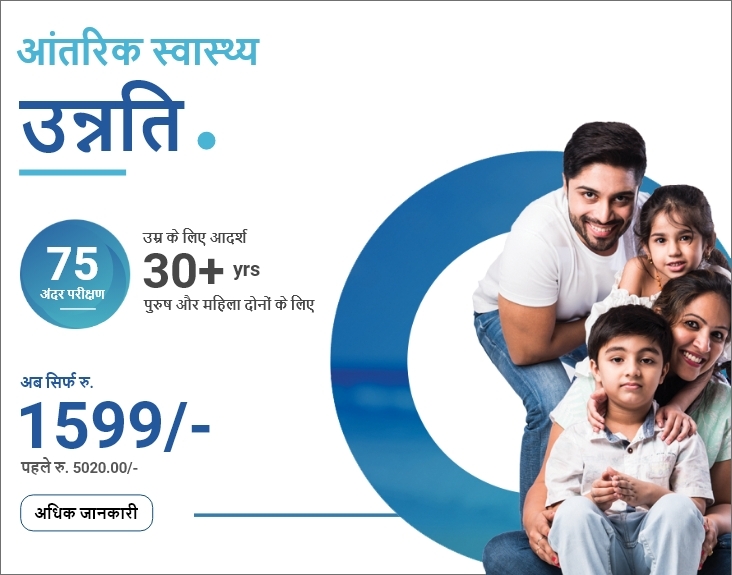 आंतरिक स्वास्थ्य
उन्नति.
75
अंदर परीक्षण
उम्र के लिए आदर्श
30+ yrs
पुरुष और महिला दोनों के लिए
अब सिर्फ रु.
1599/-
पहले रु. 5020.00/-
अधिक जानकारी